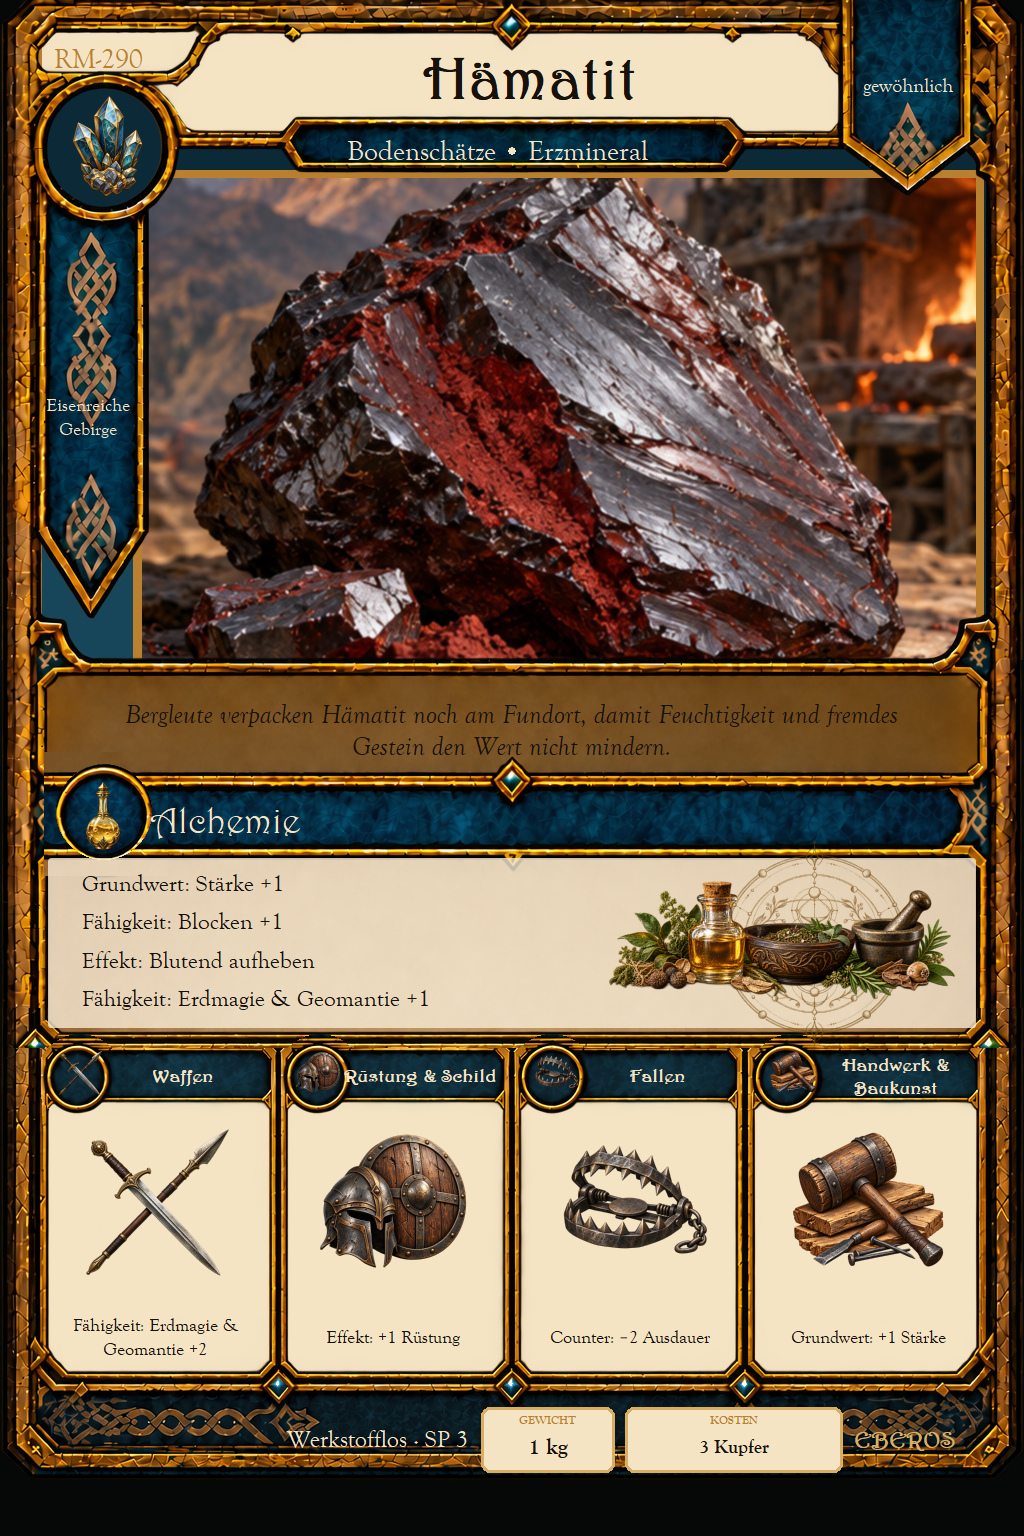 RM-290
Hämatit
gewöhnlich
Bodenschätze • Erzmineral
Eisenreiche
Gebirge
Bergleute verpacken Hämatit noch am Fundort, damit Feuchtigkeit und fremdes
Gestein den Wert nicht mindern.
Alchemie
Grundwert: Stärke +1
Fähigkeit: Blocken +1
Effekt: Blutend aufheben
Fähigkeit: Erdmagie & Geomantie +1
Waffen
Fähigkeit: Erdmagie &
Geomantie +2
Rüstung & Schild
Effekt: +1 Rüstung
Fallen
Counter: −2 Ausdauer
Handwerk &
Baukunst
Grundwert: +1 Stärke
Werkstofflos · SP 3
GEWICHT
1 kg
KOSTEN
3 Kupfer
EBEROS